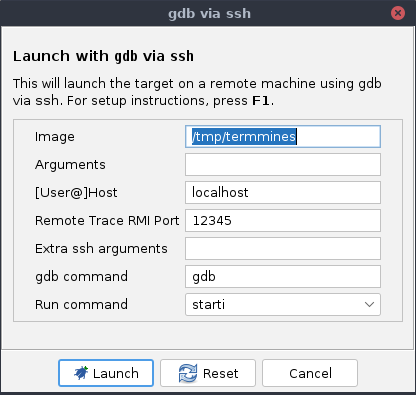 gdb via ssh
Launch with gdb via ssh
This will launch the target on a remote machine using gdb
via ssh. For setup instructions, press F1.
Image /tmp/termmines
Arguments
[User@]Host localhost
Remote Trace RMI Port 12345
Extra ssh arguments
gdb command gdb
Run command starti
Launch Reset Cancel